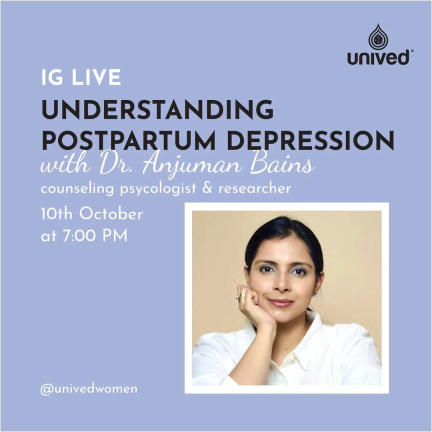 unived
IG LIVE
UNDERSTANDING
POSTPARTUM DEPRESSION
with Dr. Anjuman Bains
counseling psycologist & researcher
10th October
at 7:00 PM
@univedwomen